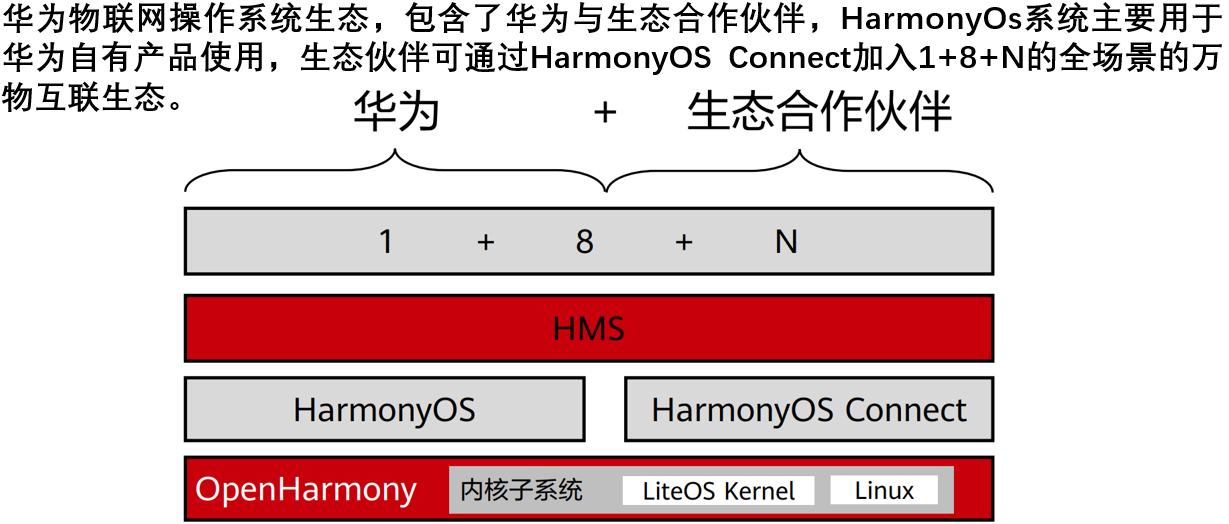 华为物联网操作系统生态，包含了华为与生态合作伙伴，HarmonyOs系统主要用于
华为自有产品使用，生态伙伴可通过HarmonyOS Connect加入1+8+N的全场景的万
物互联生态。
华为 + 生态合作伙伴
1 + 8 + N
HMS
HarmonyOS HarmonyOS Connect
OpenHarmony 内核子系统 LiteOS Kernel Linux